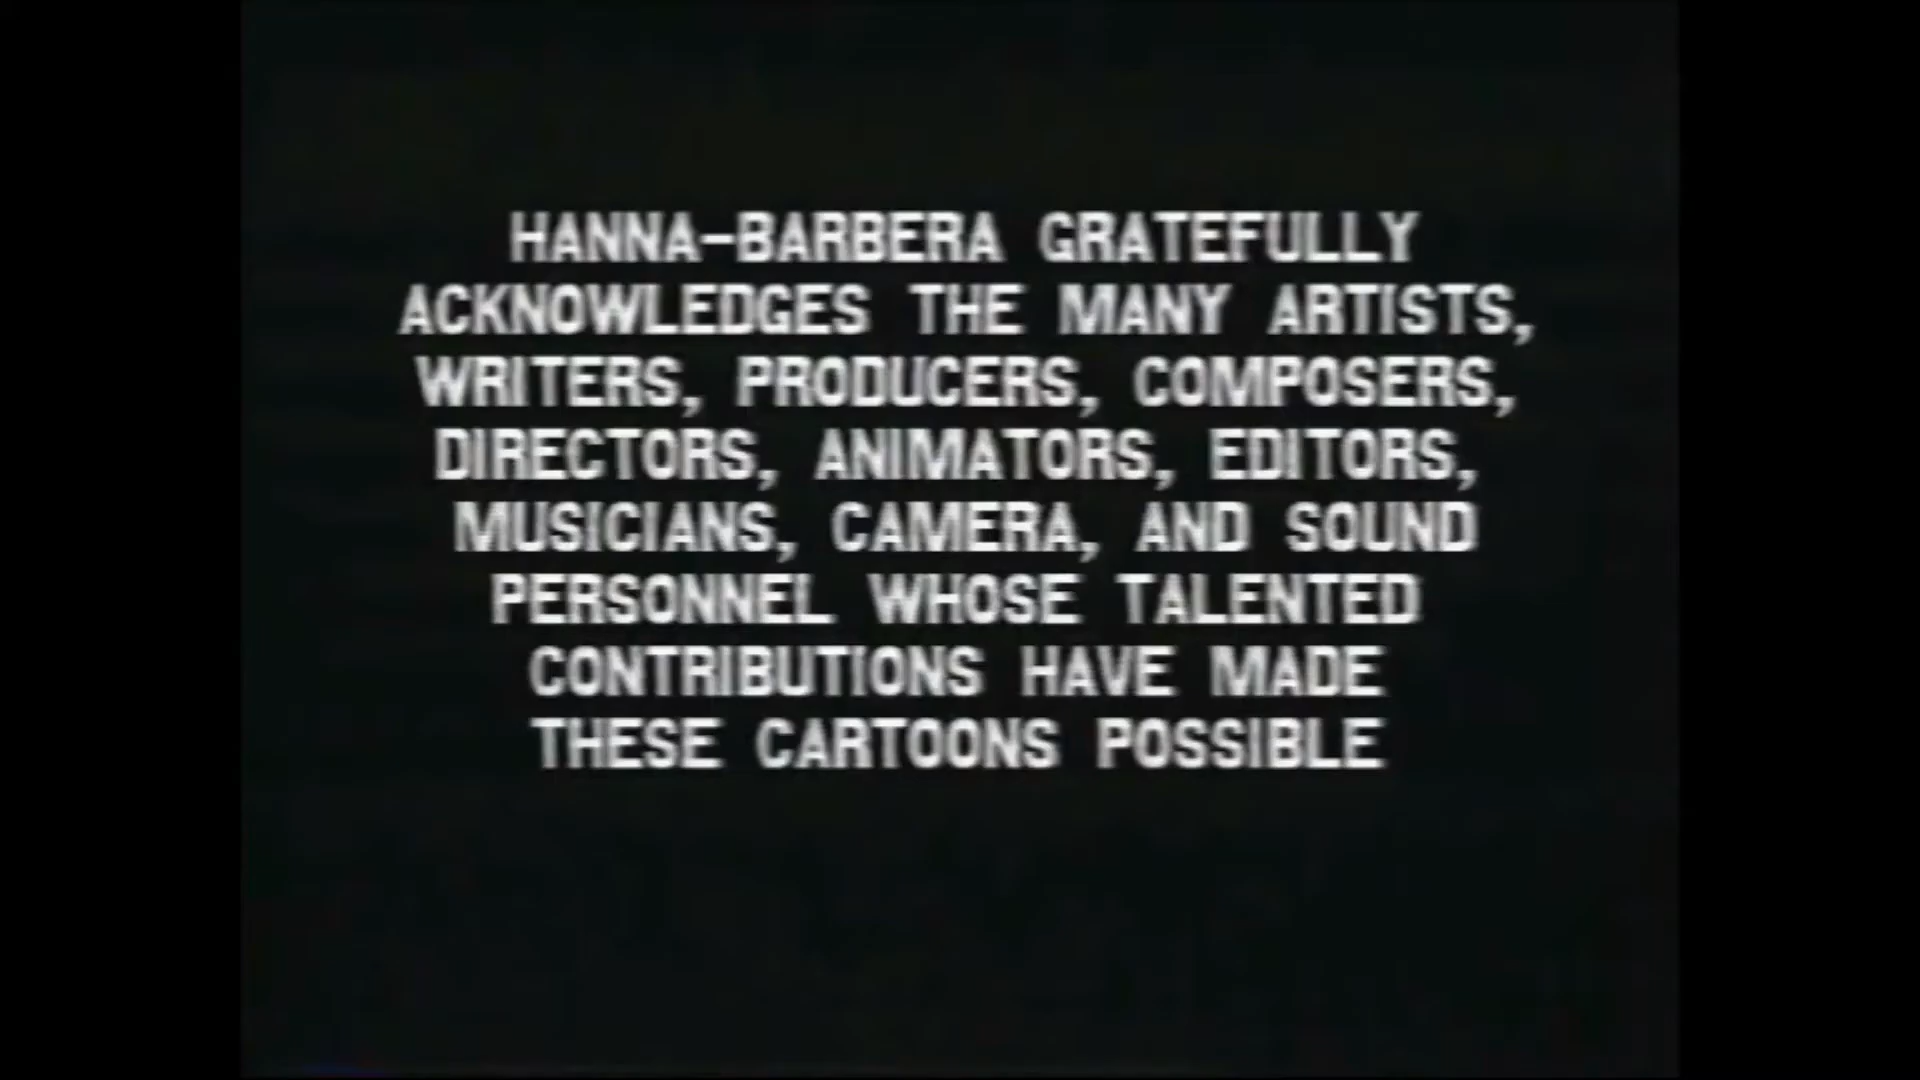 HANNA-BARBERA GRATEFULLY
ACKNOWLEDGES THE MANY ARTISTS,
WRITERS, PRODUCERS, COMPOSERS,
DIRECTORS, ANIMATORS, EDITORS,
MUSICIANS, CAMERA, AND SOUND
PERSONNEL WHOSE TALENTED
CONTRIBUTIONS HAVE MADE
THESE CARTOONS POSSIBLE